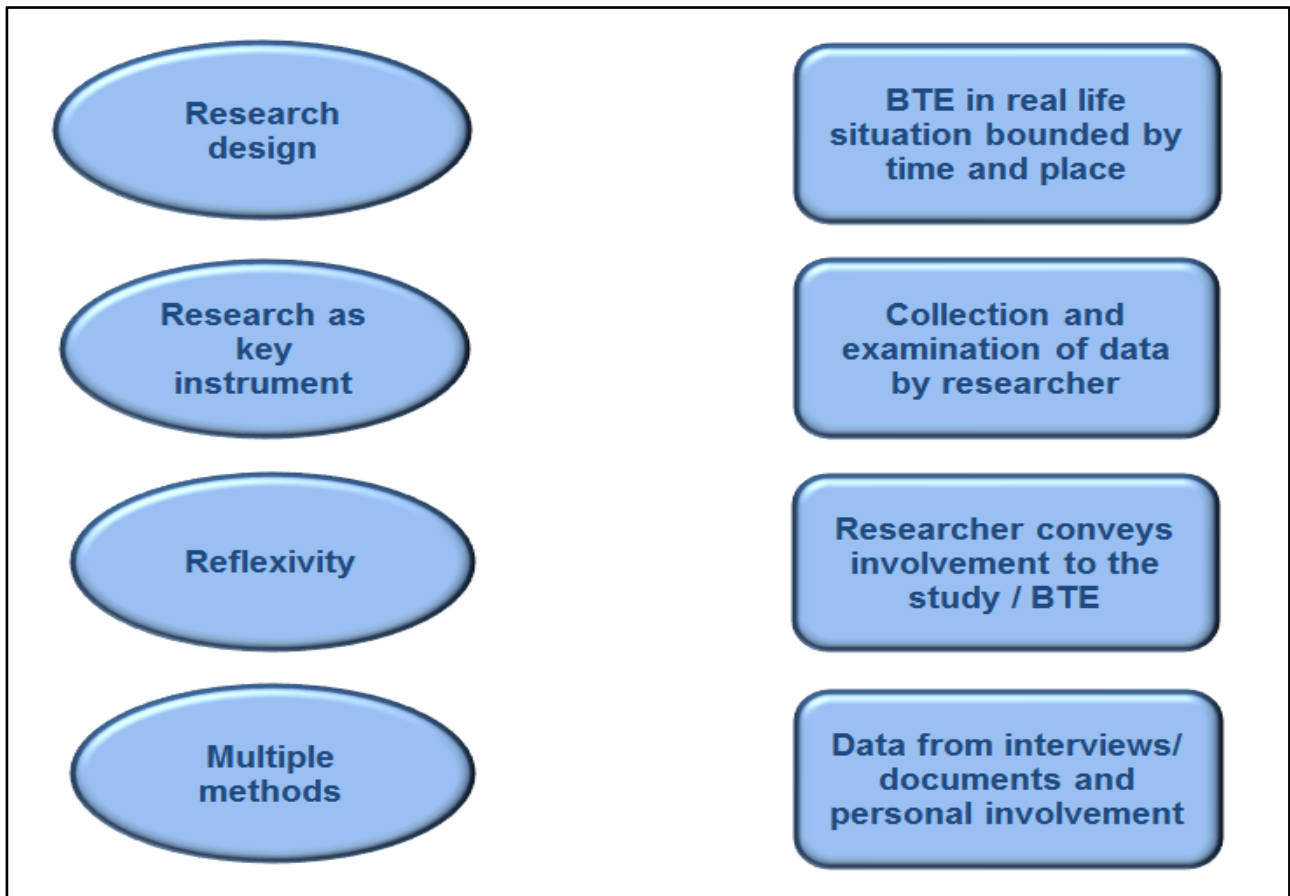 Research
design
BTE in real life
situation bounded by
time and place
Research as
key
instrument
Collection and
examination of data
by researcher
Reflexivity
Researcher conveys
involvement to the
study / BTE
Multiple
methods
Data from interviews/
documents and
personal involvement